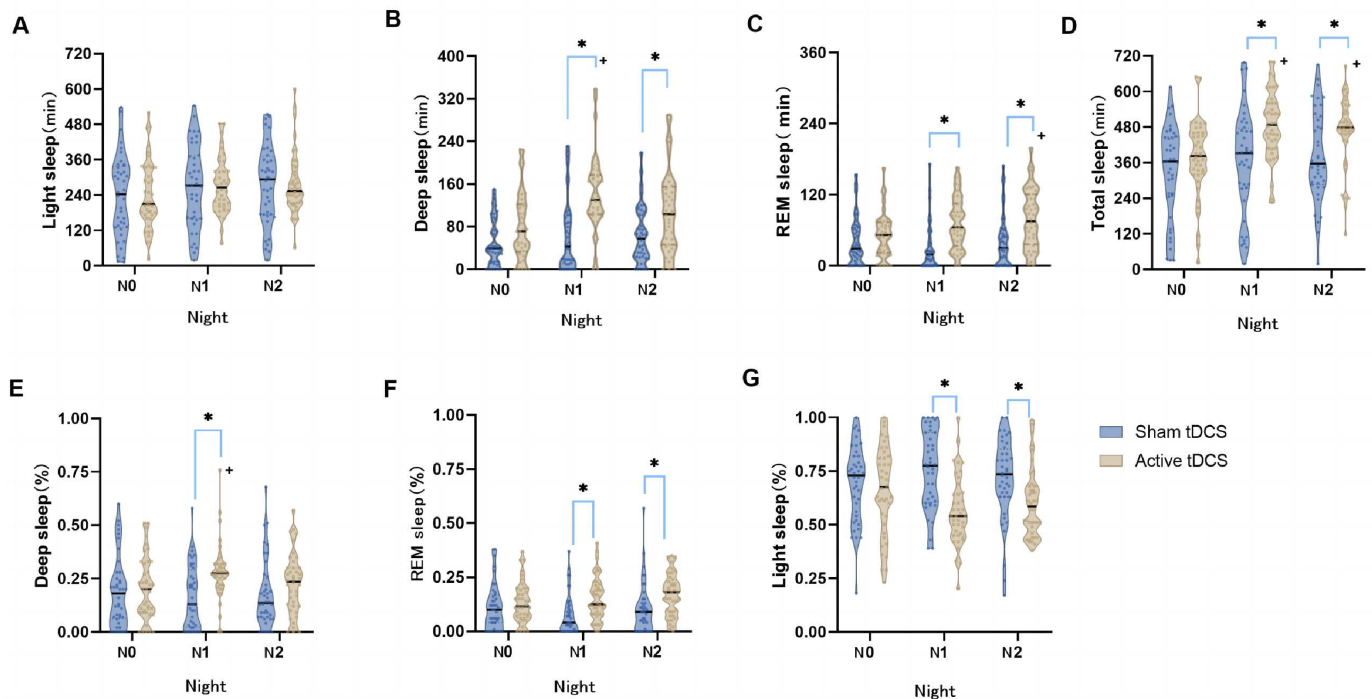 A
Light sleep(min)
720
600
480
360
240
120
0
N0 N1 N2
Night
B
Deep sleep(min)
400
320
240
160
80
0
* + *
N0 N1 N2
Night
C
REM sleep( min)
360
240
120
0
* * +
N0 N1 N2
Night
D
Total sleep(min)
720
600
480
360
240
120
0
* + * +
N0 N1 N2
Night
E
Deep sleep(%)
1.00
0.75
0.50
0.25
0.00
* +
N0 N1 N2
Night
F
REM sleep(%)
1.00
0.75
0.50
0.25
0.00
* *
N0 N1 N2
Night
G
Light sleep(%)
1.00
0.75
0.50
0.25
0.00
* *
N0 N1 N2
Night
Sham tDCS
Active tDCS